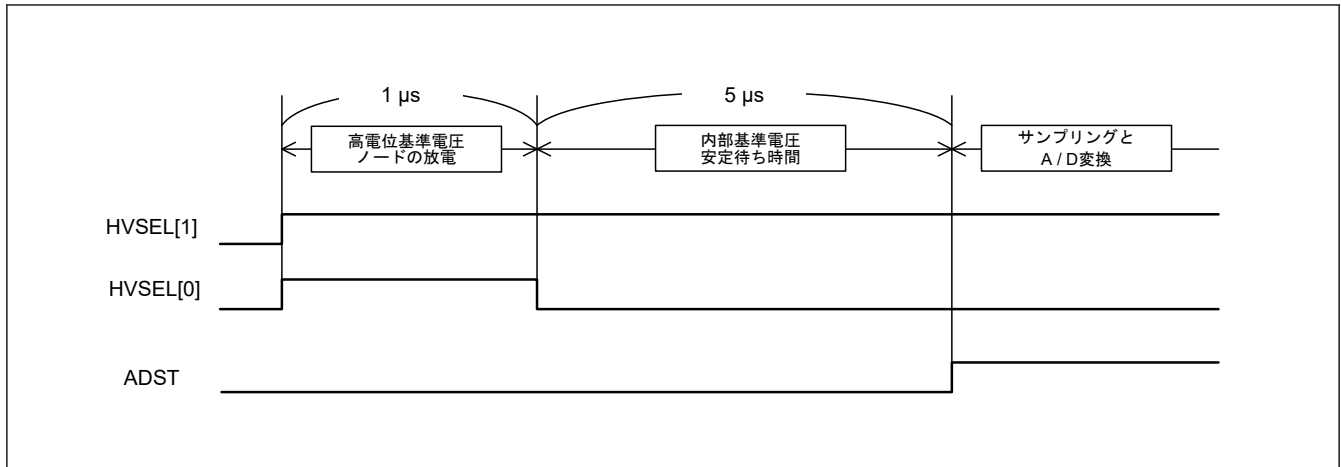 1 µs
5 µs
高電位基準電圧
ノードの放電
内部基準電圧
安定待ち時間
サンプリングと
A / D変換
HVSEL[1]
HVSEL[0]
ADST